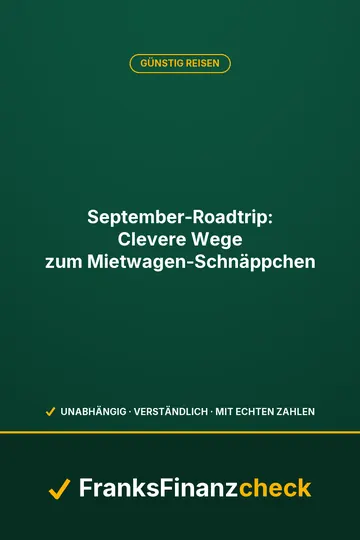 GÜNSTIG REISEN
September-Roadtrip:
Clevere Wege
zum Mietwagen-Schnäppchen
UNABHÄNGIG · VERSTÄNDLICH · MIT ECHTEN ZAHLEN
FranksFinanzcheck